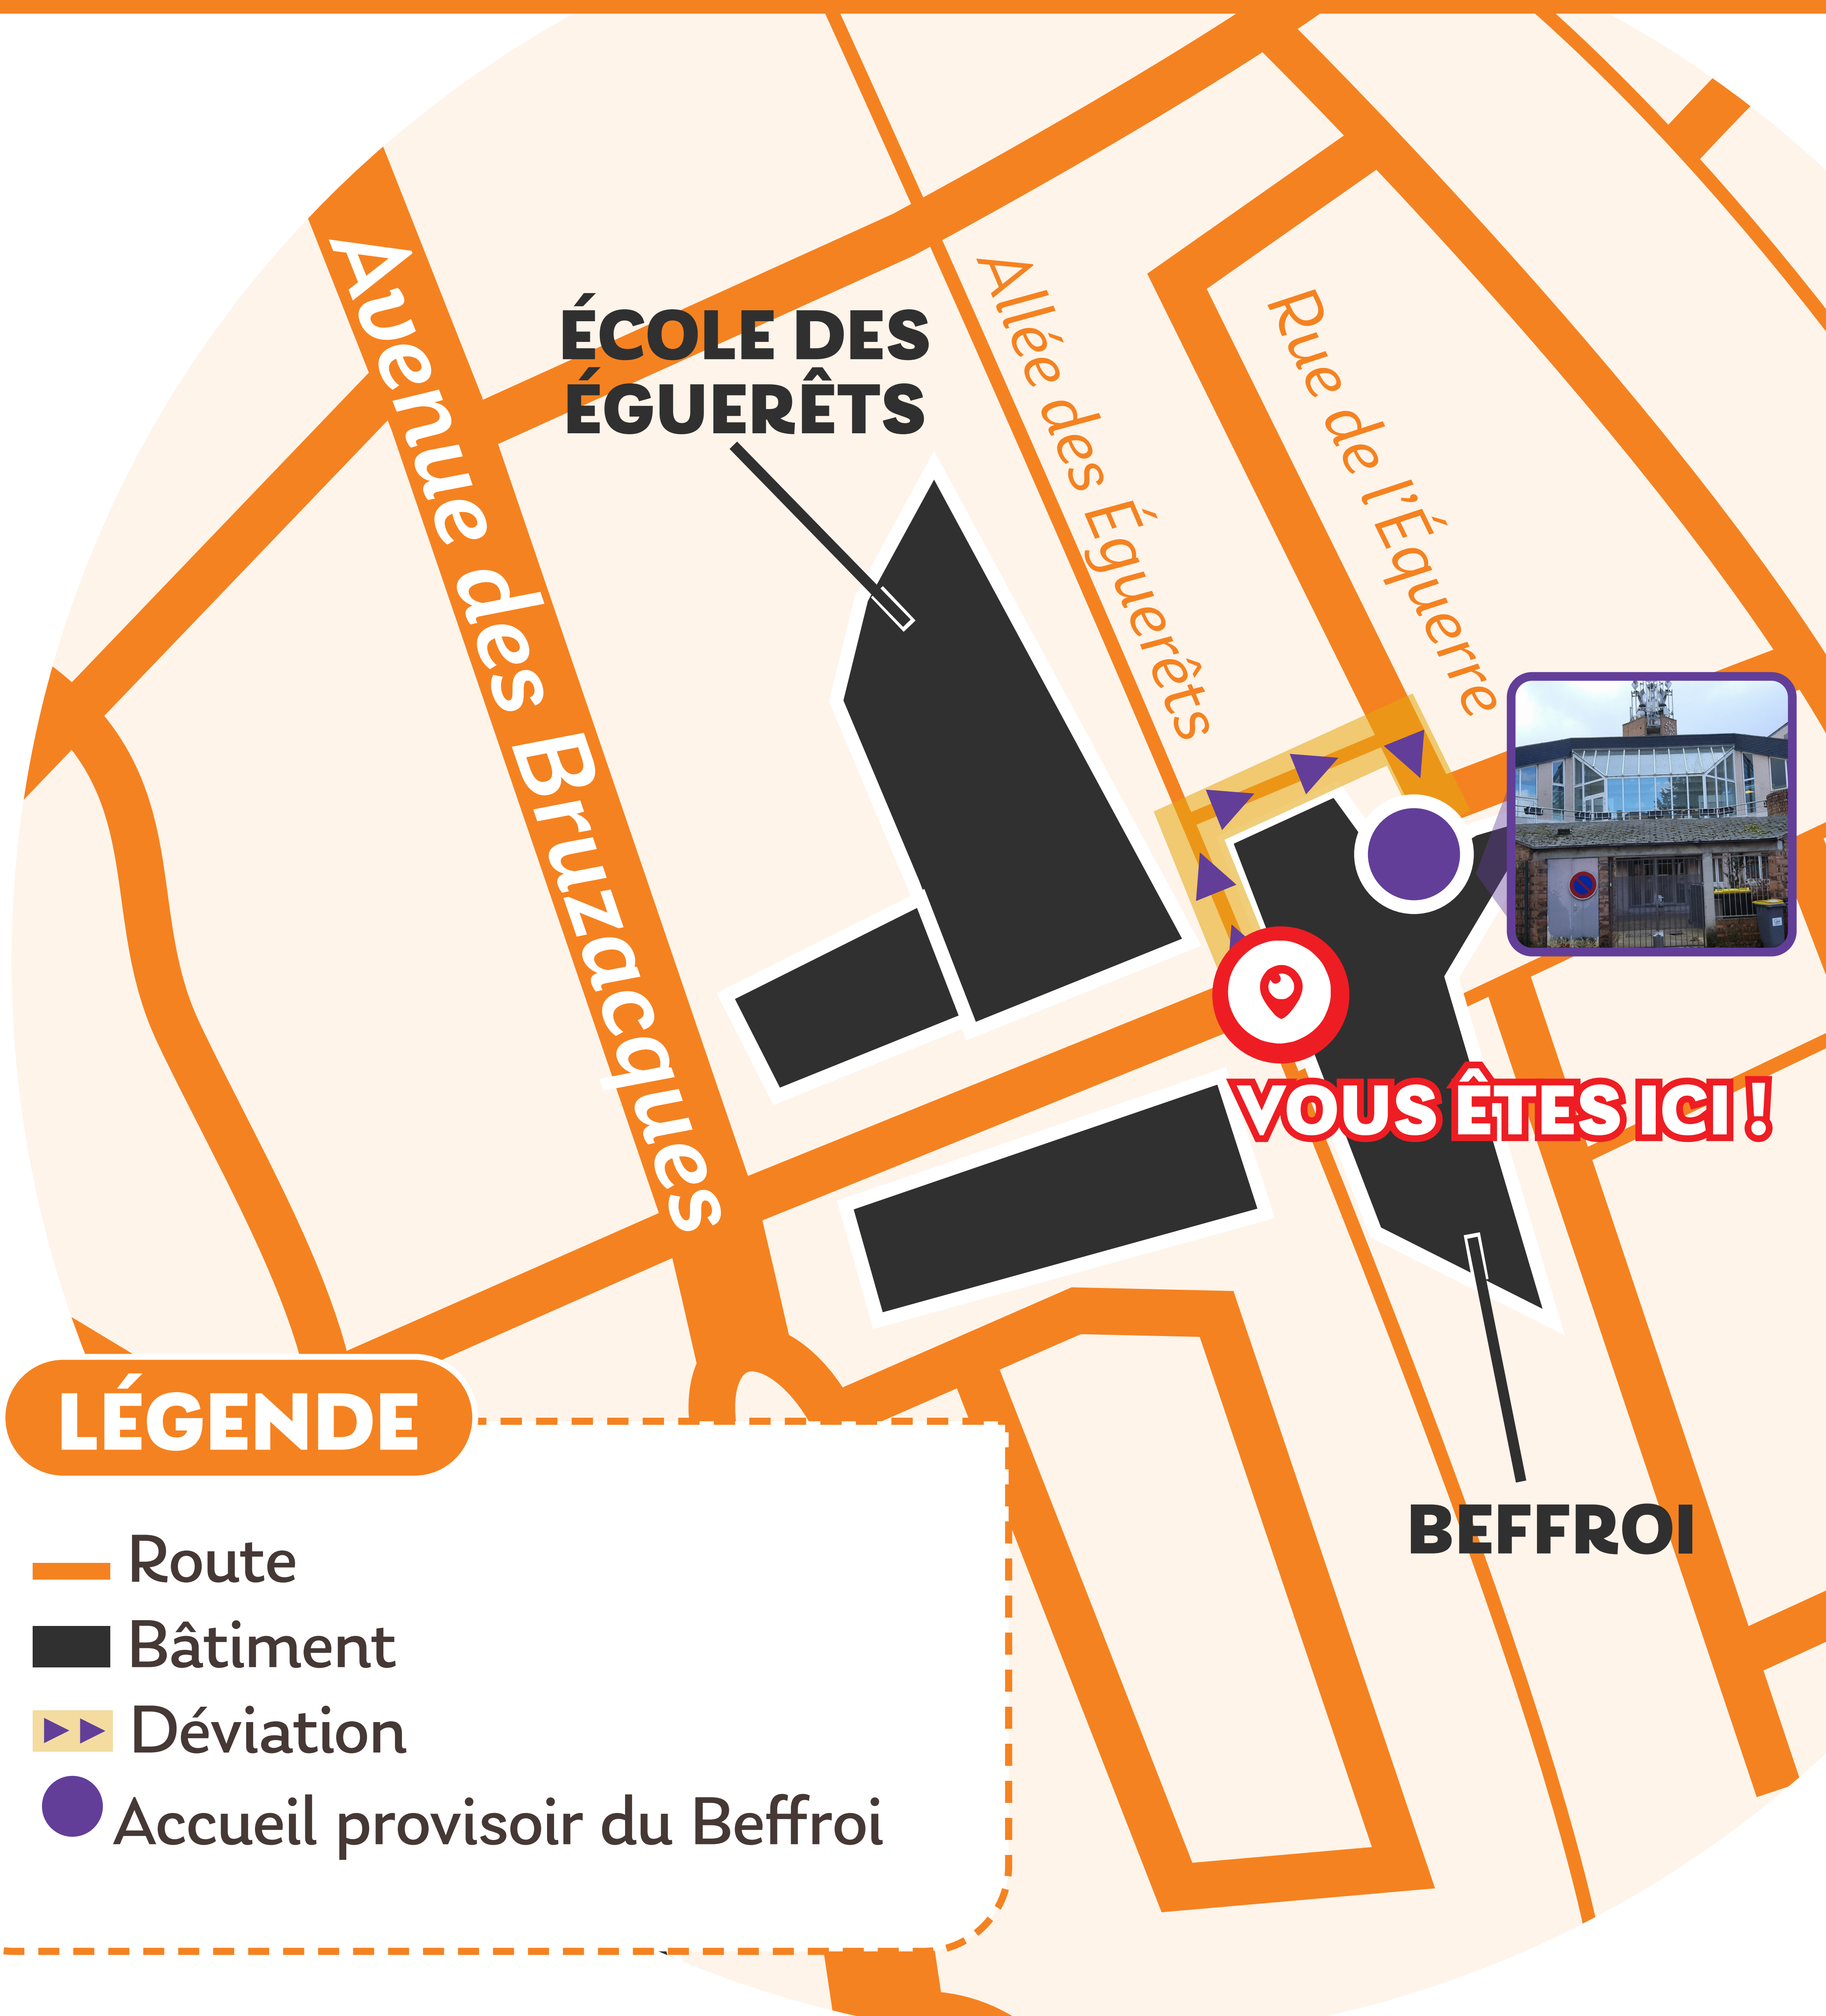 Avenue des Bruzacques
ÉCOLE DES
ÉGUERÊTS
Allée des Éguerêts
Rue de l'Équerre
VOUS ÊTES ICI !
BEFFROI
LÉGENDE
Route
Bâtiment
Déviation
Accueil provisoir du Beffroi